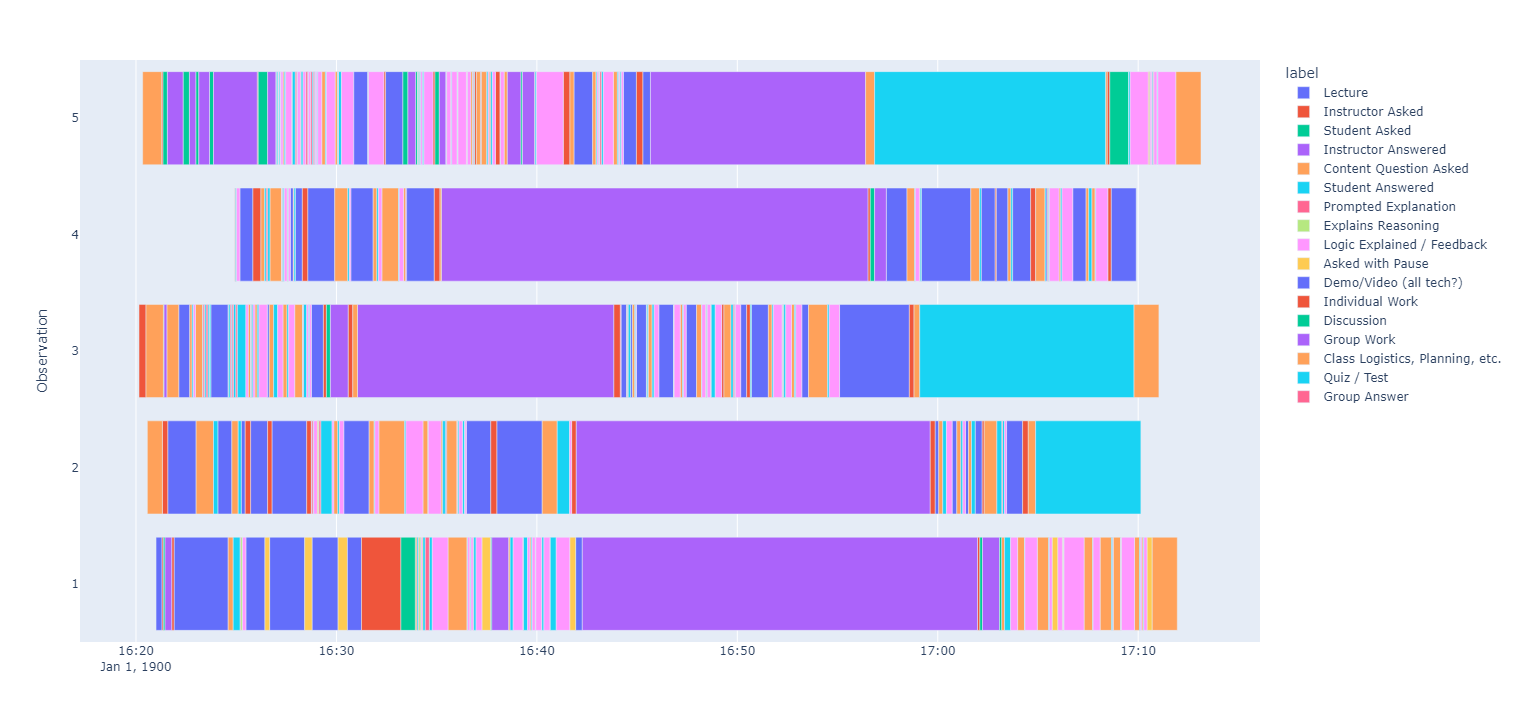 label
Lecture
Instructor Asked
Student Asked
Instructor Answered
Content Question Asked
Student Answered
Prompted Explanation
Explains Reasoning
Logic Explained / Feedback
Asked with Pause
Demo/Video (all tech?)
Individual Work
Discussion
Group Work
Class Logistics, Planning, etc.
Quiz / Test
Group Answer
Observation
5
4
3
2
1
16:20 16:30 16:40 16:50 17:00 17:10
Jan 1, 1900